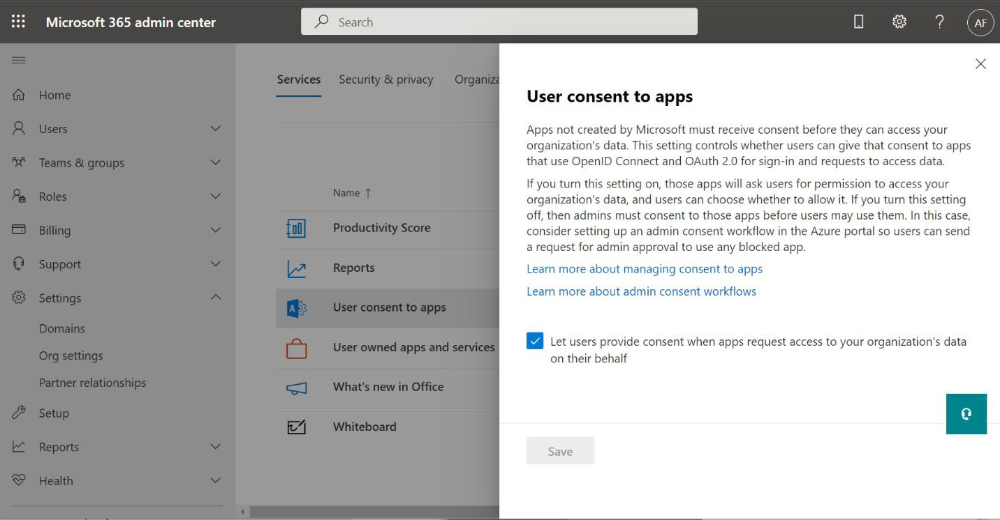 Microsoft 365 admin center
Search
?
AF
Home
Users
Teams & groups
Roles
Billing
Support
Settings
Domains
Org settings
Partner relationships
Setup
Reports
Health
Services
Security & privacy
Organiza
Name ↑
Productivity Score
Reports
User consent to apps
User owned apps and services
What's new in Office
Whiteboard
User consent to apps
Apps not created by Microsoft must receive consent before they can access your
organization's data. This setting controls whether users can give that consent to apps
that use OpenID Connect and OAuth 2.0 for sign-in and requests to access data.
If you turn this setting on, those apps will ask users for permission to access your
organization's data, and users can choose whether to allow it. If you turn this setting
off, then admins must consent to those apps before users may use them. In this case,
consider setting up an admin consent workflow in the Azure portal so users can send
a request for admin approval to use any blocked app.
Learn more about managing consent to apps
Learn more about admin consent workflows
Let users provide consent when apps request access to your organization's data
on their behalf
Save